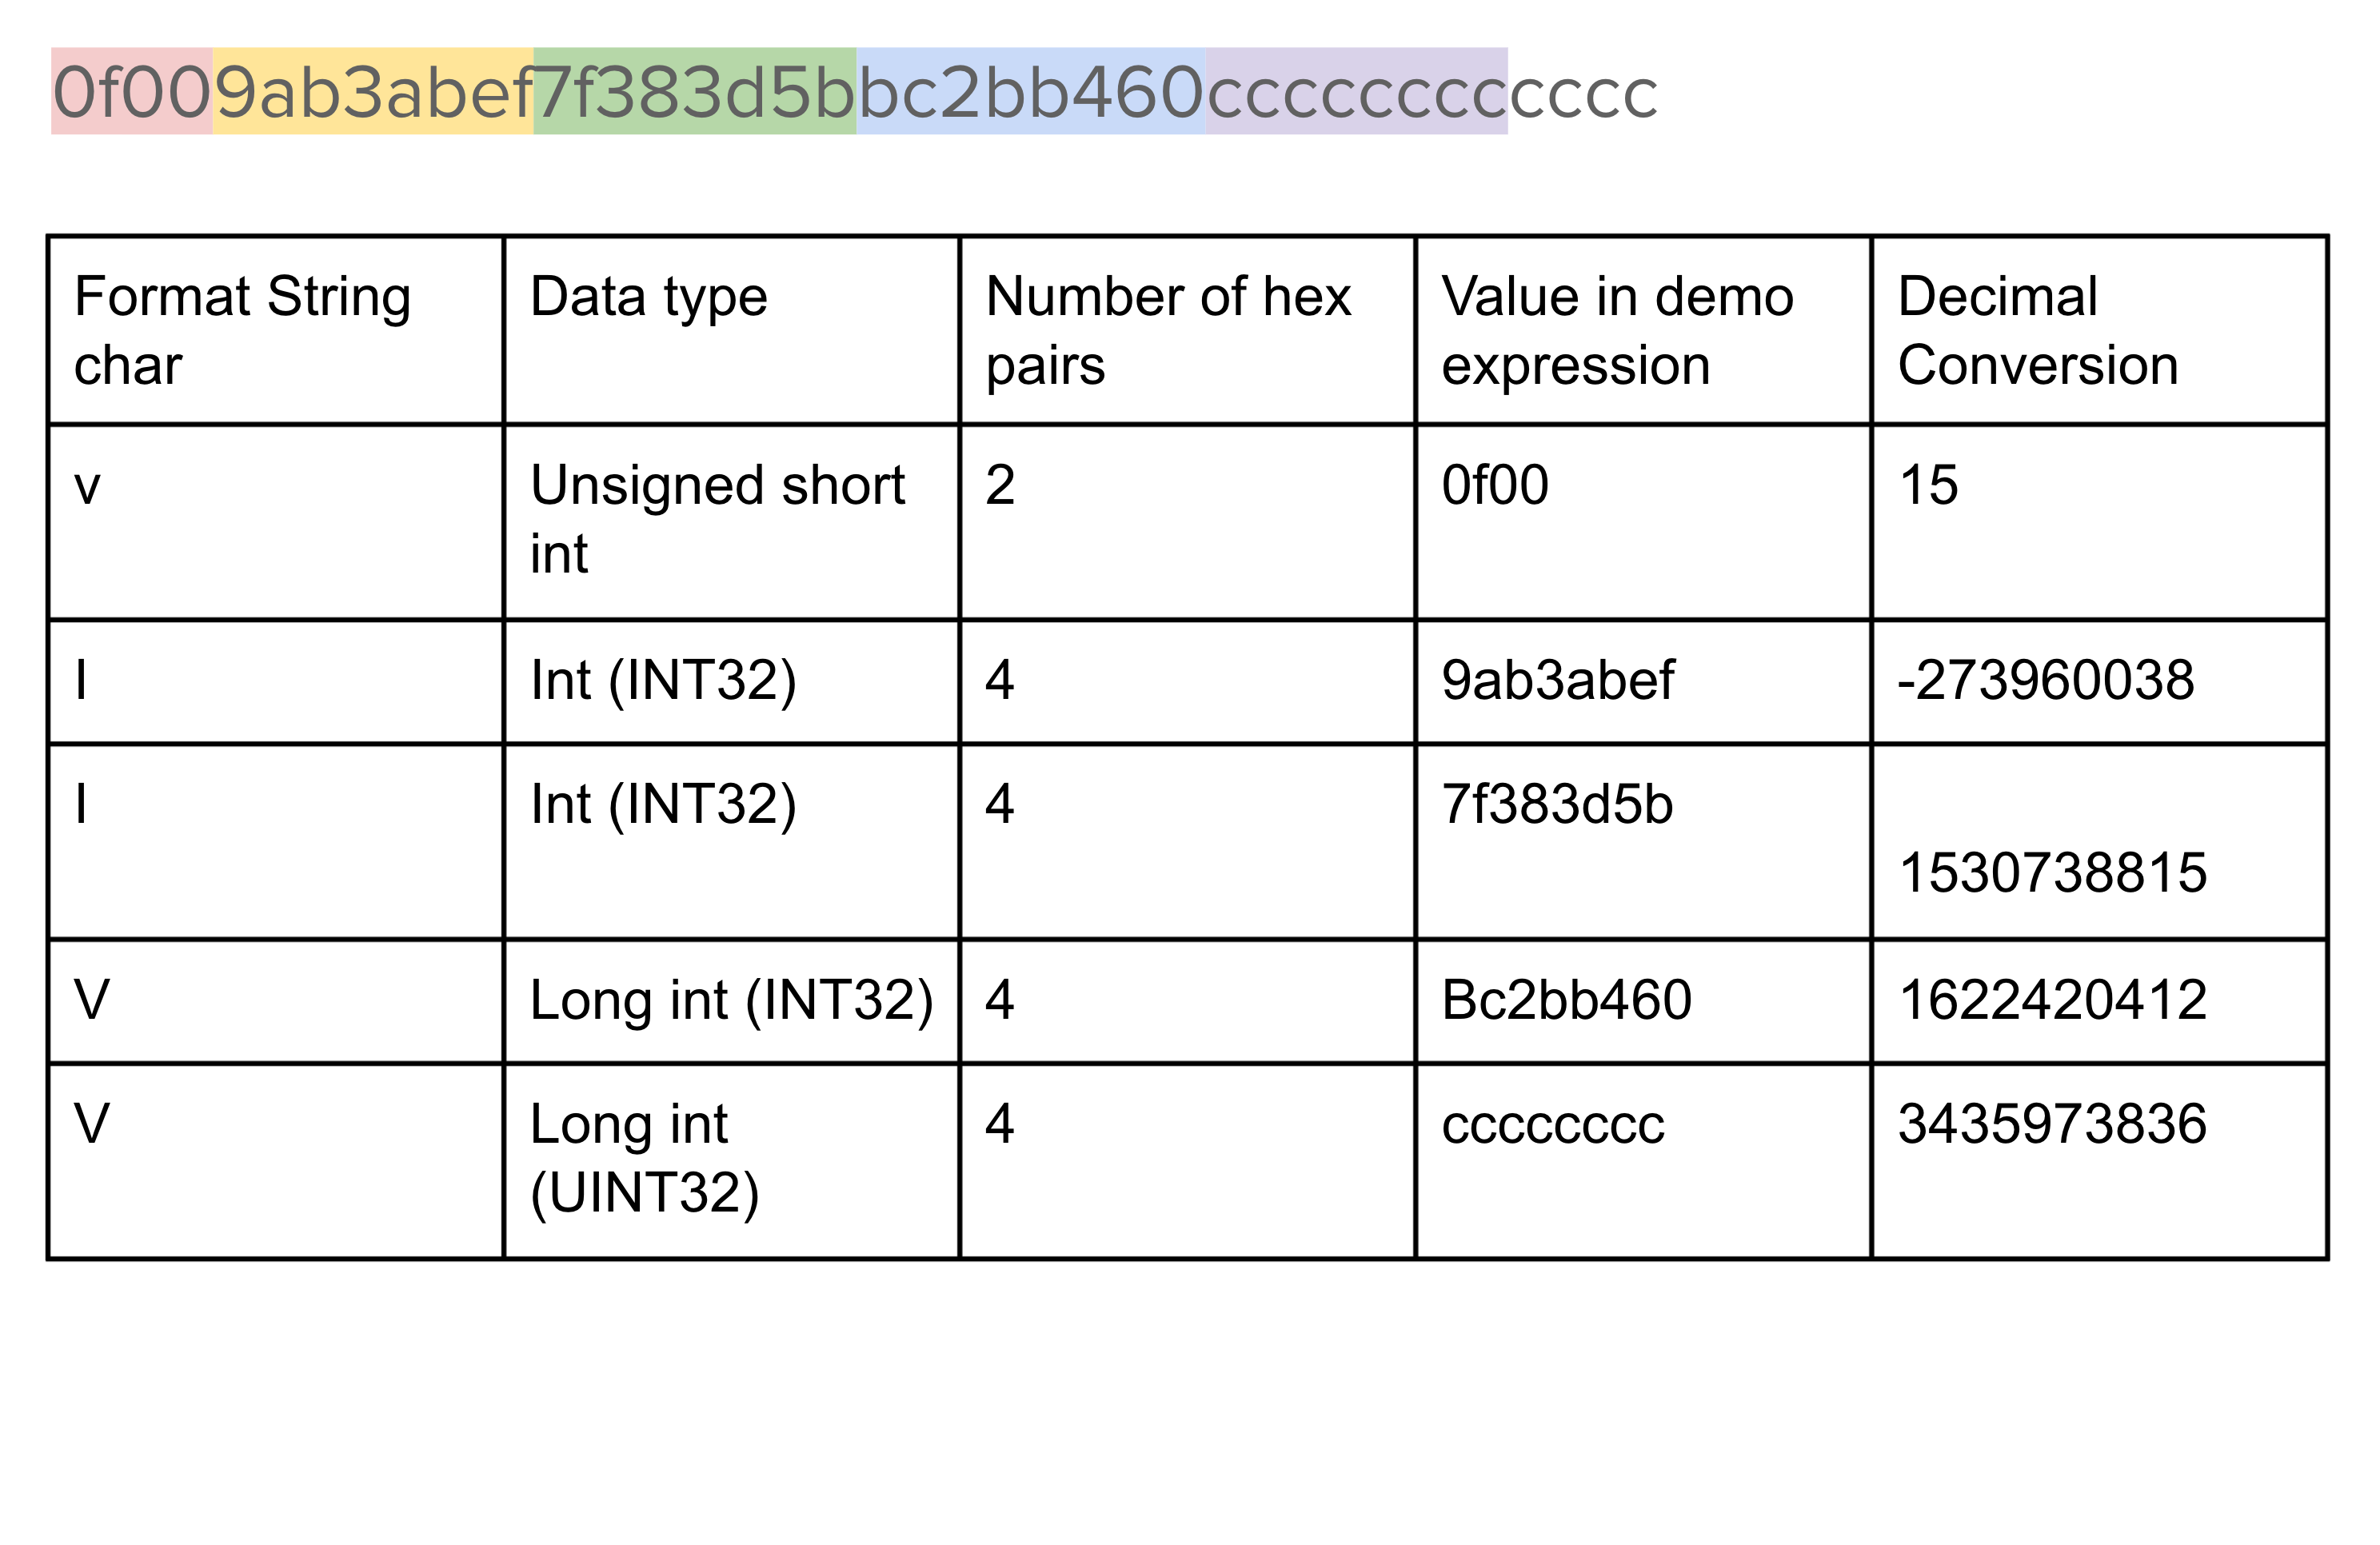 0f009ab3abef7f383d5bbc2bb460cccccccccccc
Format String char
Data type
Number of hex pairs
Value in demo expression
Decimal Conversion
v
Unsigned short int
2
0f00
15
I
Int (INT32)
4
9ab3abef
-273960038
I
Int (INT32)
4
7f383d5b
1530738815
V
Long int (INT32)
4
Bc2bb460
1622420412
V
Long int (UINT32)
4
cccccccc
3435973836